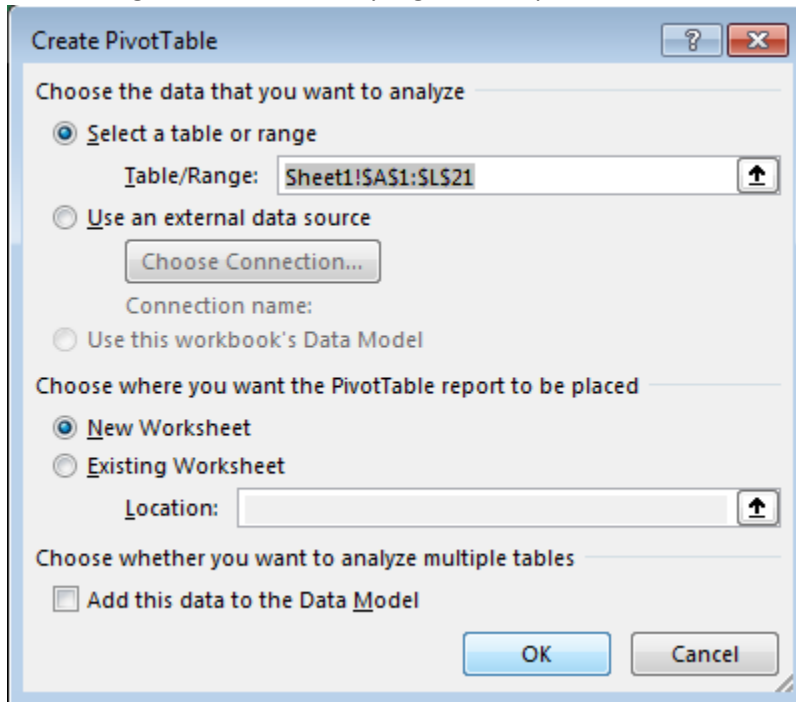 Create PivotTable
?
Choose the data that you want to analyze
Select a table or range
Table/Range: Sheet1!$A$1:$L$21
Use an external data source
Choose Connection...
Connection name:
Use this workbook's Data Model
Choose where you want the PivotTable report to be placed
New Worksheet
Existing Worksheet
Location:
Choose whether you want to analyze multiple tables
Add this data to the Data Model
OK Cancel